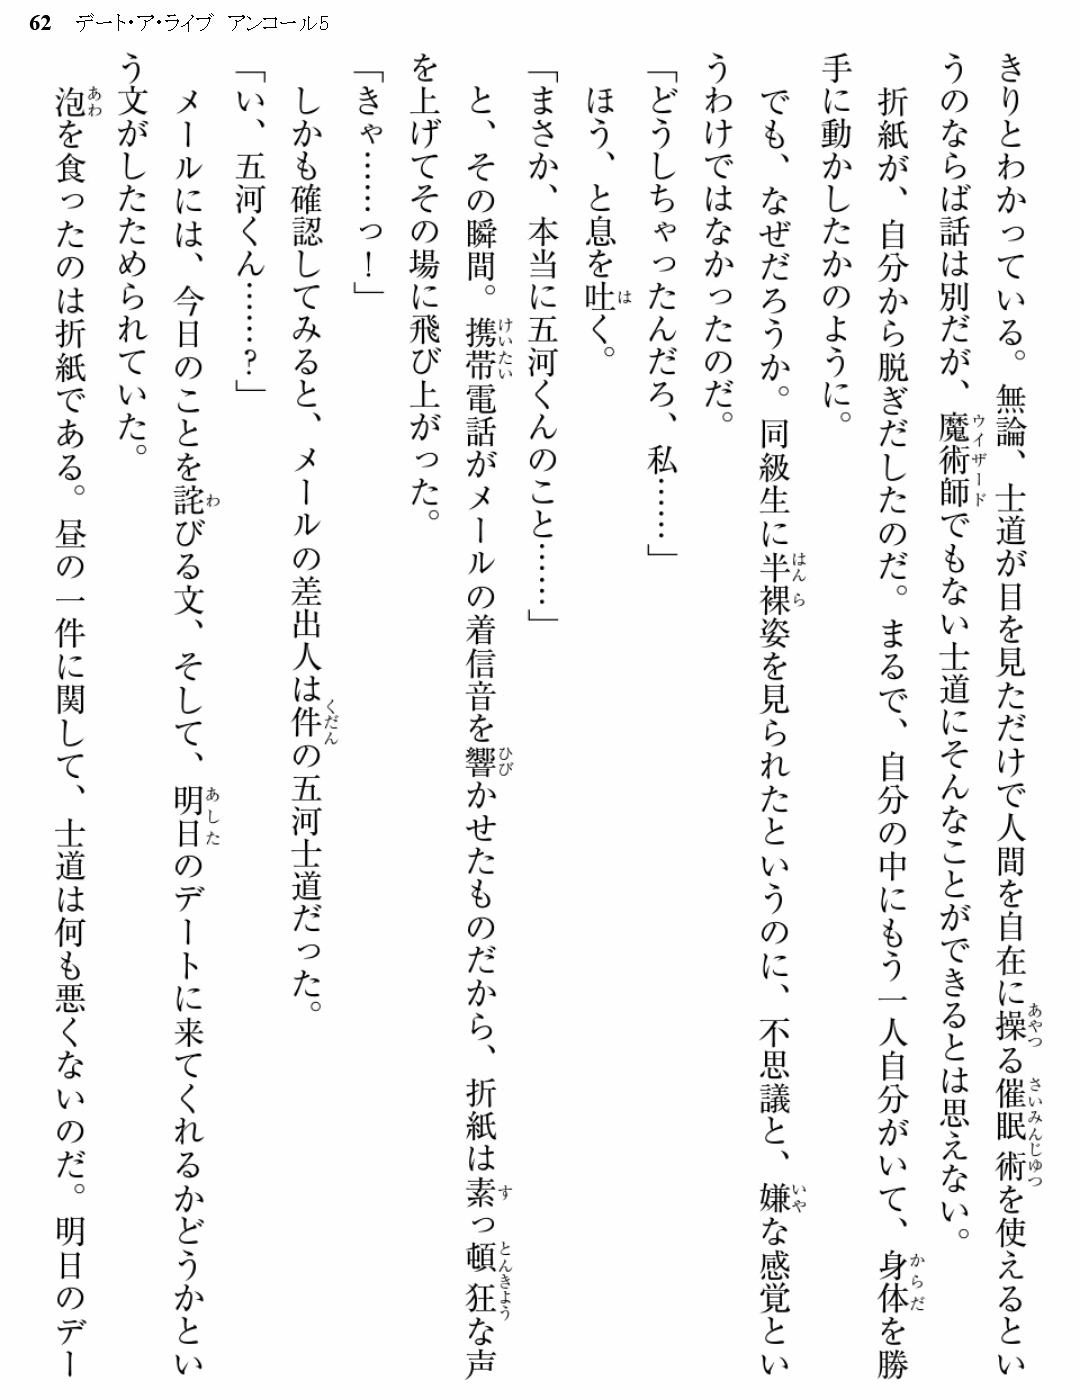 62 デート・ア・ライブ アンコール5
きりとわかっている。無論、士道が目を見ただけで人間を自在に操る催眠術を使えるとい
うのならば話は別だが、魔術師でもない士道にそんなことができるとは思えない。
折紙が、自分から脱ぎだしたのだ。まるで、自分の中にもう一人自分がいて、身体を勝
手に動かしたかのように。
でも、なぜだろうか。同級生に半裸姿を見られたというのに、不思議と、嫌な感覚とい
うわけではなかったのだ。
「どうしちゃったんだろ、私……」
ほう、と息を吐く。
「まさか、本当に五河くんのこと……」
と、その瞬間。携帯電話がメールの着信音を響かせたものだから、折紙は素っ頓狂な声
を上げてその場に飛び上がった。
「きゃ……っ！」
しかも確認してみると、メールの差出人は件の五河士道だった。
「い、五河くん……？」
メールには、今日のことを詫びる文、そして、明日のデートに来てくれるかどうかとい
う文がしたためられていた。
泡を食ったのは折紙である。昼の一件に関して、士道は何も悪くないのだ。明日のデー